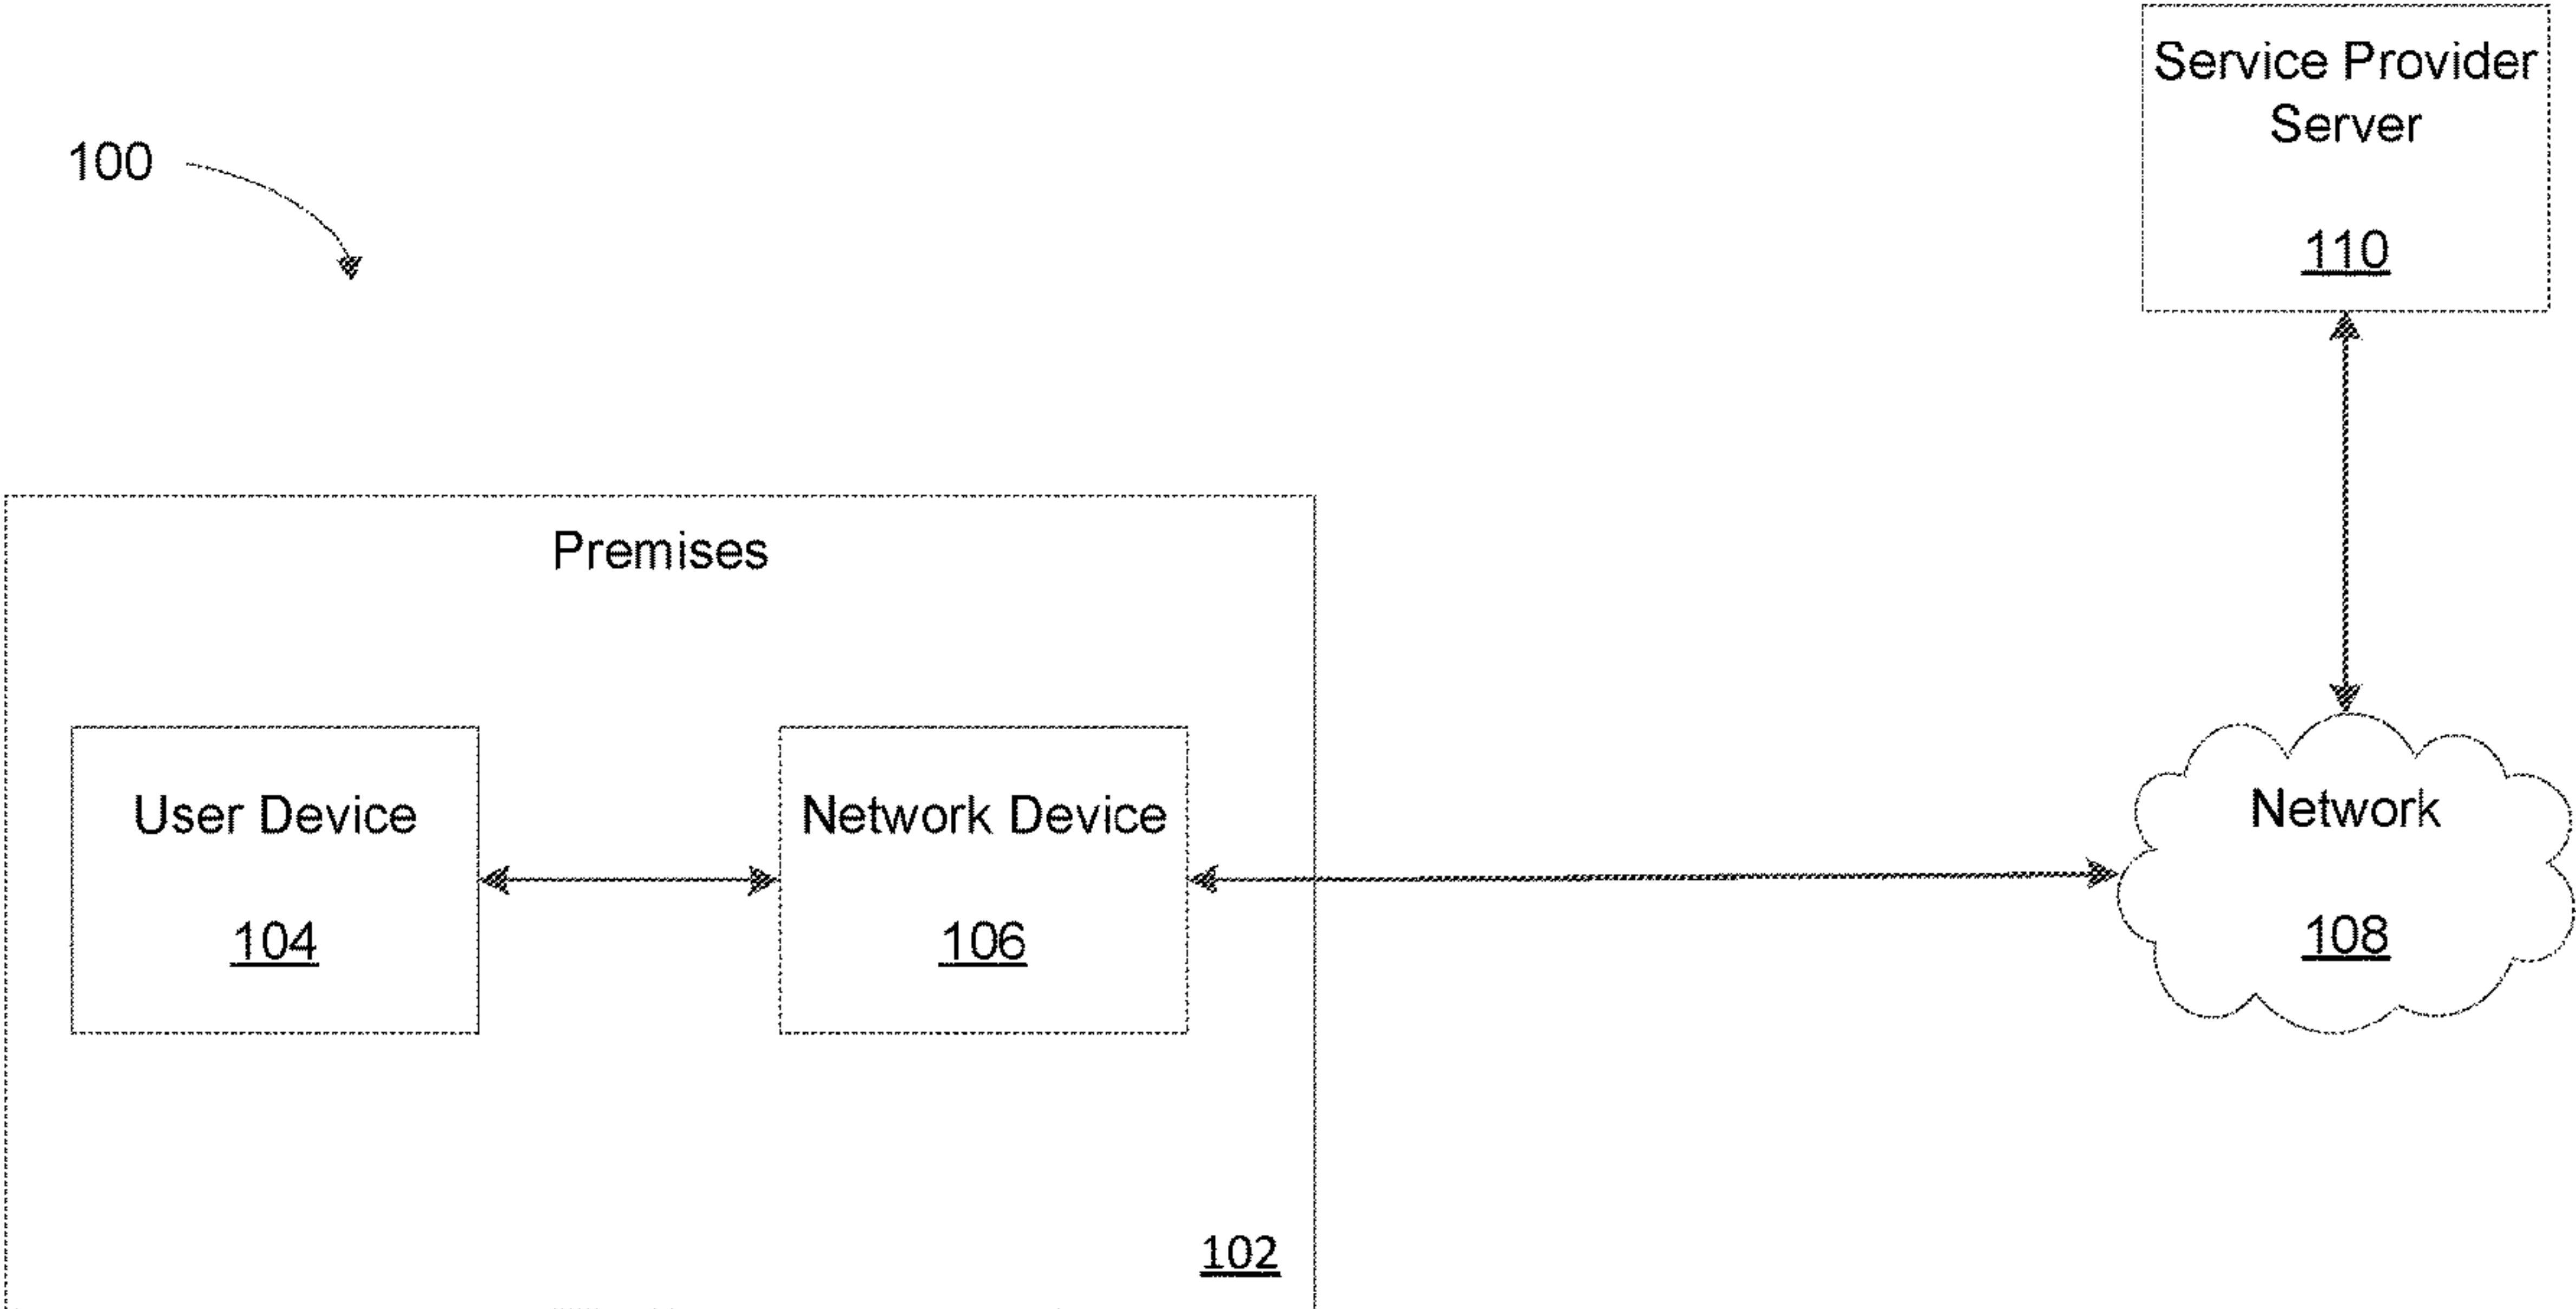 Service Provider
Server
110
100
Premises
User Device
104
Network Device
106
Network
108
102